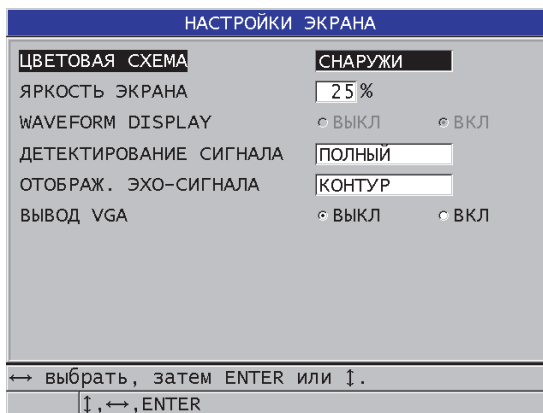 НАСТРОЙКИ ЭКРАНА
ЦВЕТОВАЯ СХЕМА СНАРУЖИ
ЯРКОСТЬ ЭКРАНА 25%
WAVEFORM DISPLAY ВЫКЛ ВКЛ
ДЕТЕКТИРОВАНИЕ СИГНАЛА ПОЛНЫЙ
ОТОБРАЖ. ЭХО-СИГНАЛА КОНТУР
ВЫВОД VGA ВЫКЛ ВКЛ
↔ выбрать, затем ENTER или ↕.
↕,↔,ENTER